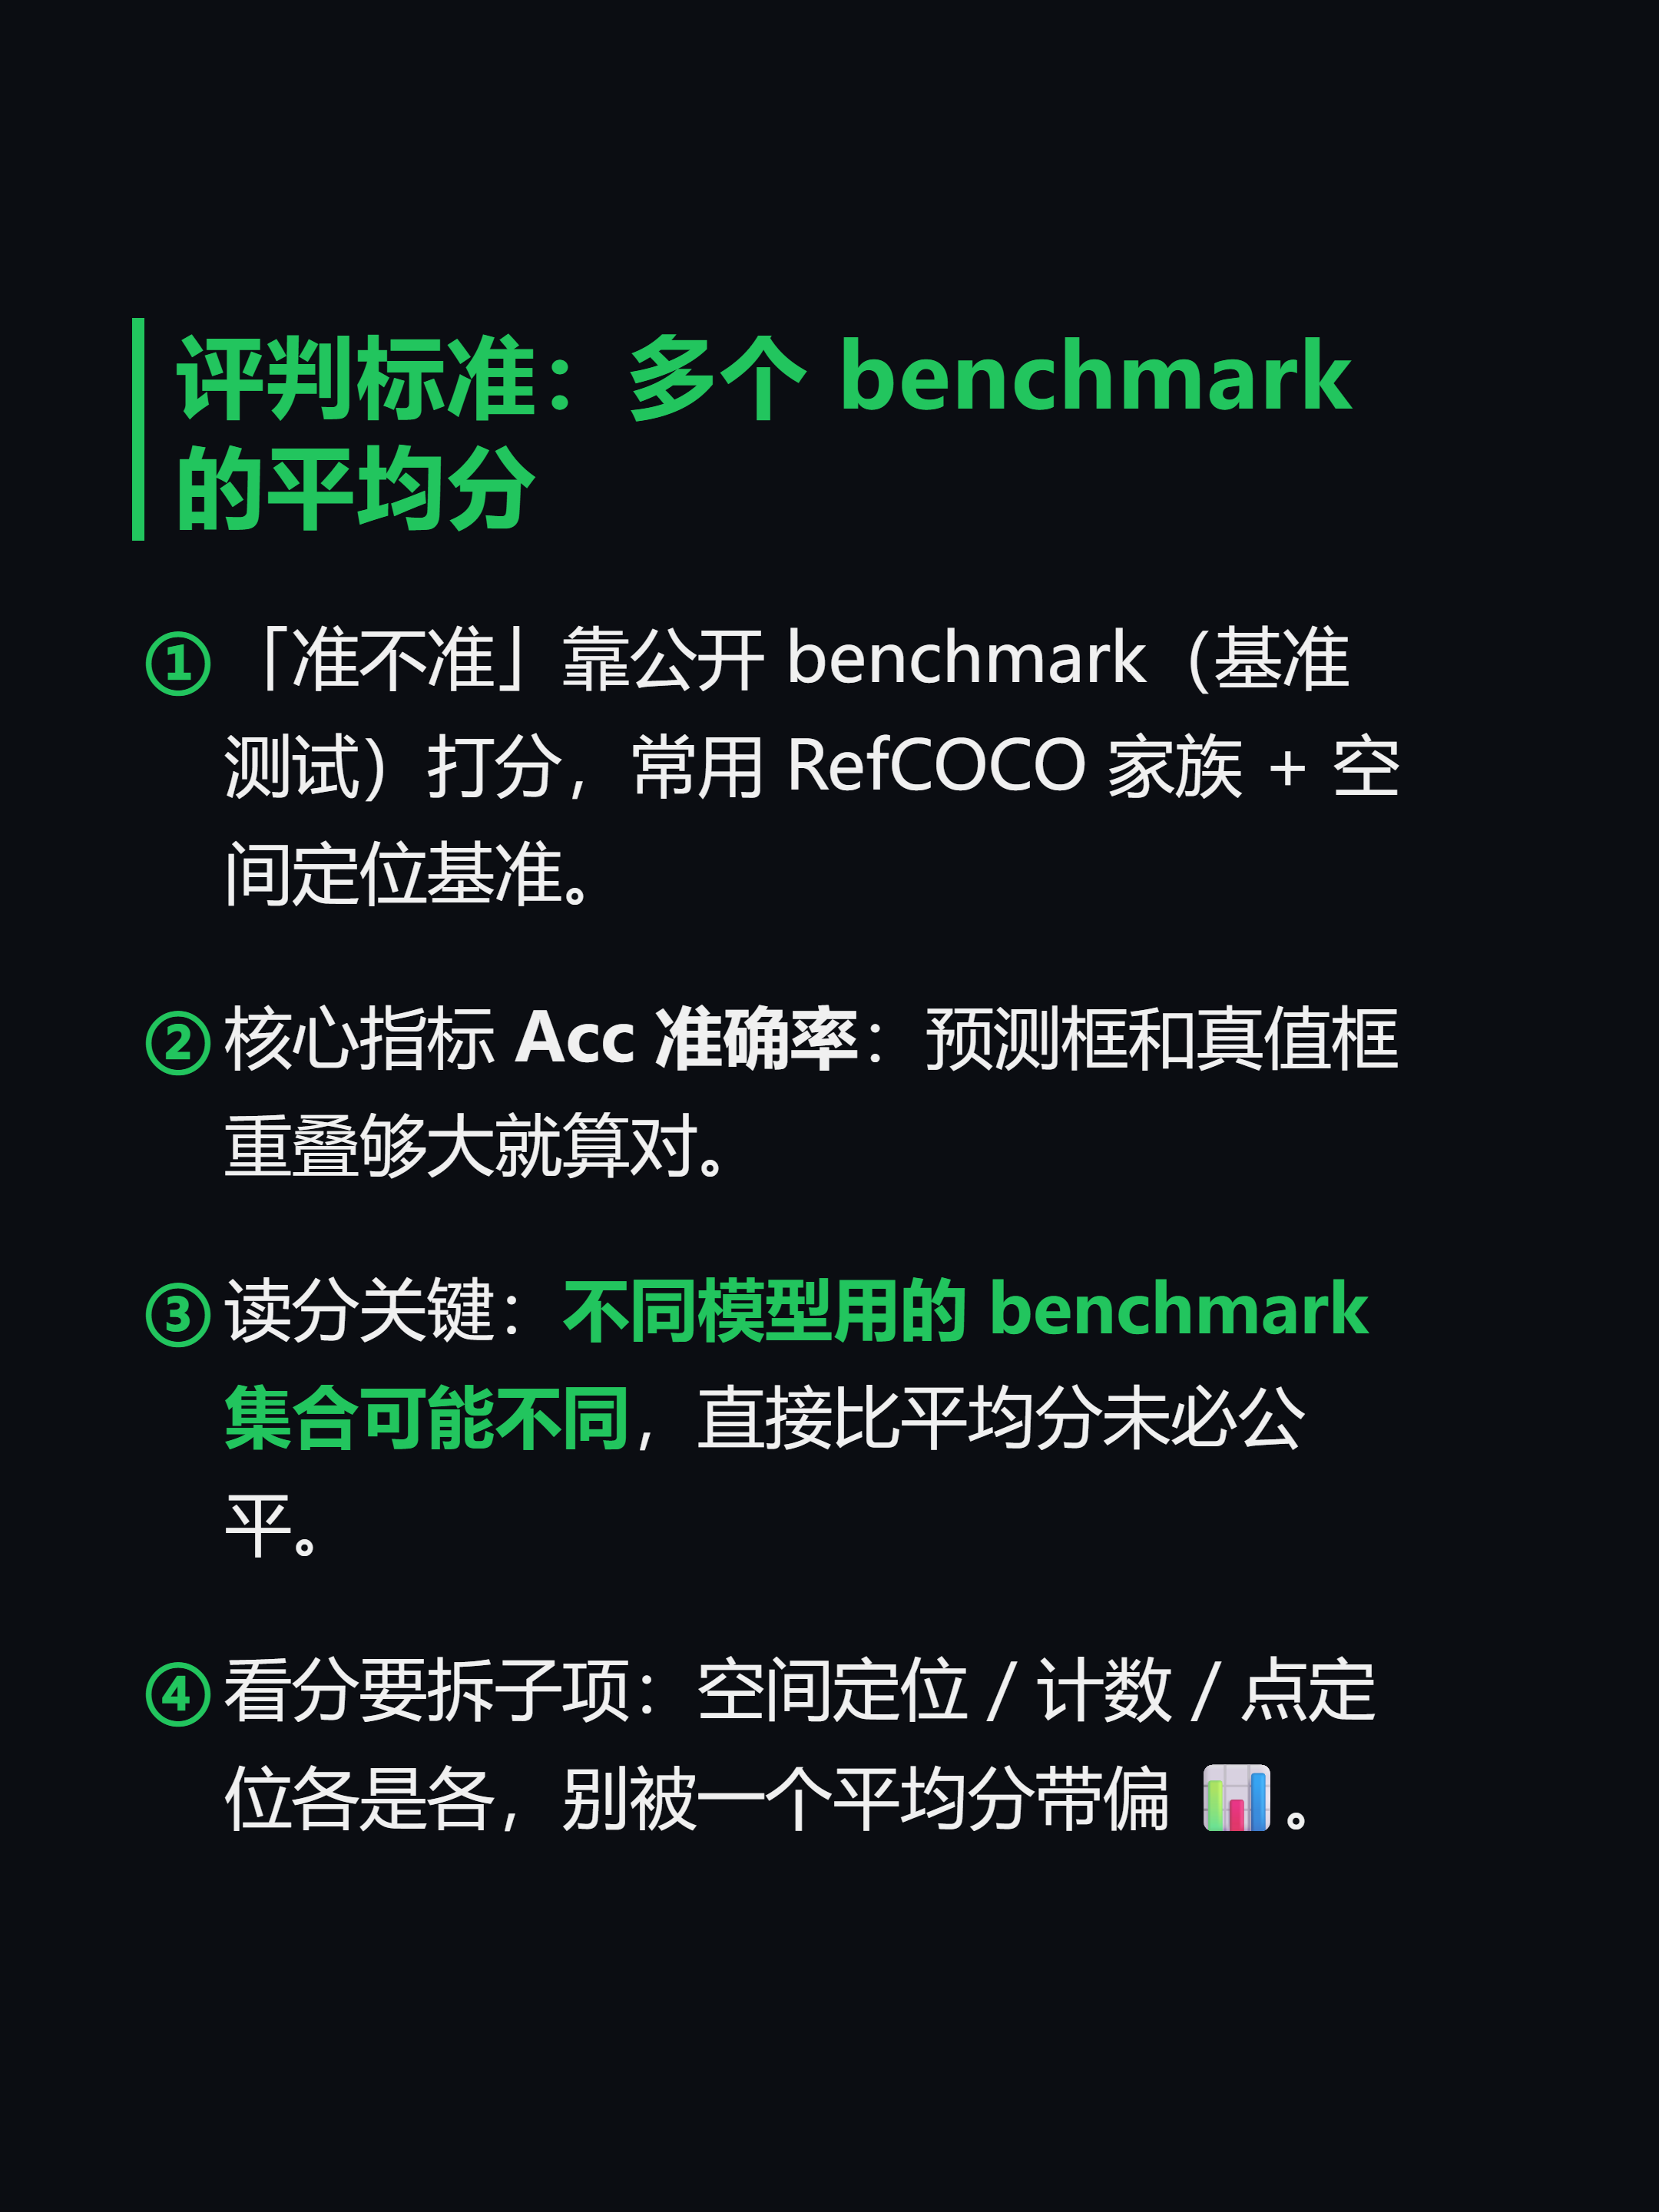 评判标准：多个 benchmark
的平均分
① 「准不准」靠公开 benchmark（基准
测试）打分，常用 RefCOCO 家族 + 空
间定位基准。
② 核心指标 Acc 准确率：预测框和真值框
重叠够大就算对。
③ 读分关键：不同模型用的 benchmark
集合可能不同，直接比平均分未必公
平。
④ 看分要拆子项：空间定位 / 计数 / 点定
位各是各，别被一个平均分带偏 📊。